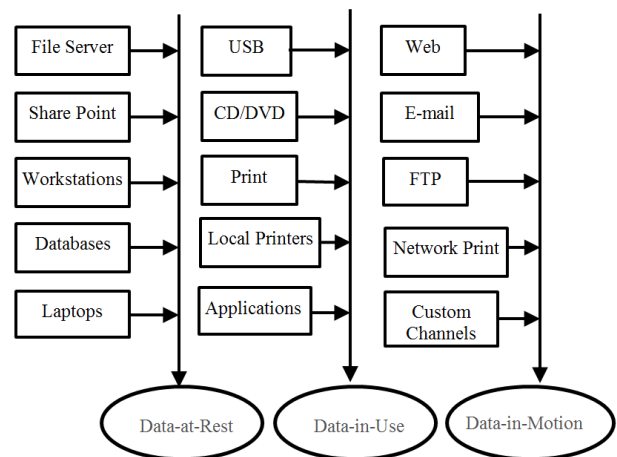 File Server
Share Point
Workstations
Databases
Laptops
USB
CD/DVD
Print
Local Printers
Applications
Web
E-mail
FTP
Network Print
Custom
Channels
Data-at-Rest
Data-in-Use
Data-in-Motion